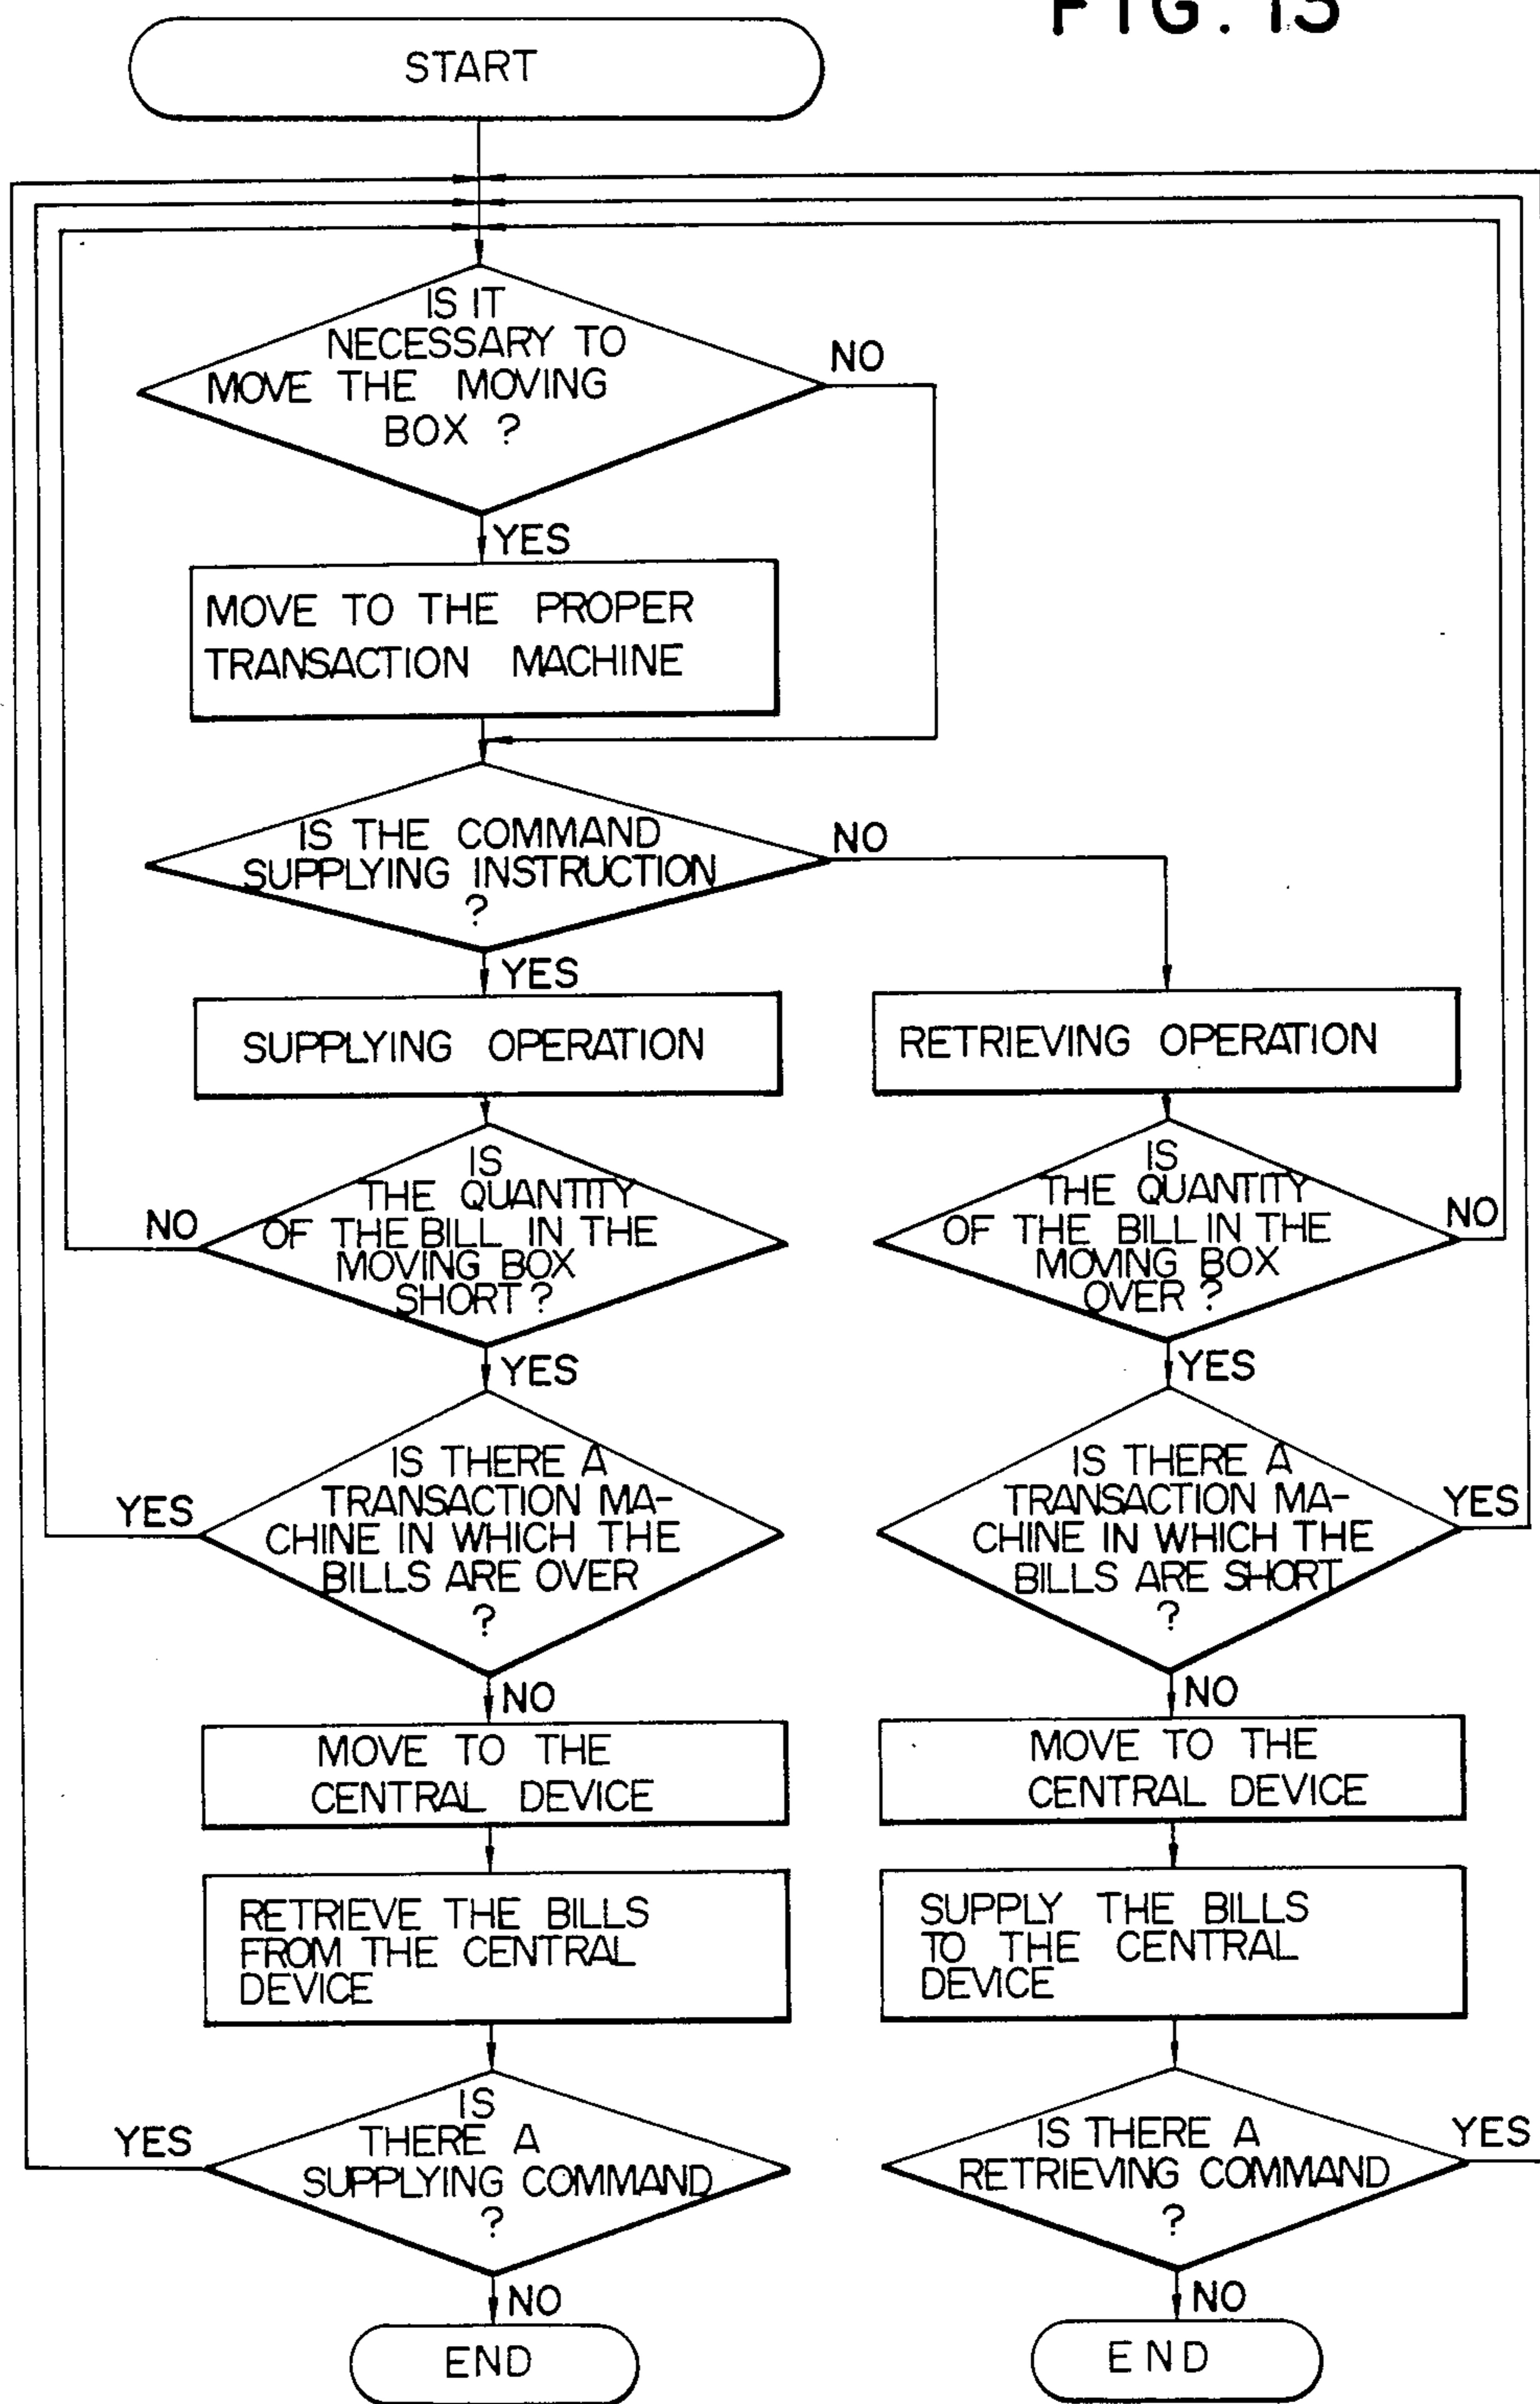 FIG. 13
START
IS IT
NECESSARY TO
MOVE THE MOVING
BOX ?
NO
YES
MOVE TO THE PROPER
TRANSACTION MACHINE
IS THE COMMAND
SUPPLYING INSTRUCTION
?
NO
YES
SUPPLYING OPERATION
RETRIEVING OPERATION
IS
THE QUANTITY
OF THE BILL IN THE
MOVING BOX
SHORT ?
NO
YES
IS
THE QUANTITY
OF THE BILL IN THE
MOVING BOX
OVER ?
NO
YES
IS THERE A
TRANSACTION MA-
CHINE IN WHICH THE
BILLS ARE OVER
?
YES
NO
IS THERE A
TRANSACTION MA-
CHINE IN WHICH THE
BILLS ARE SHORT
?
YES
NO
MOVE TO THE
CENTRAL DEVICE
MOVE TO THE
CENTRAL DEVICE
RETRIEVE THE BILLS
FROM THE CENTRAL
DEVICE
SUPPLY THE BILLS
TO THE CENTRAL
DEVICE
IS
THERE A
SUPPLYING COMMAND
?
YES
NO
IS THERE A
RETRIEVING COMMAND
?
YES
NO
END
END